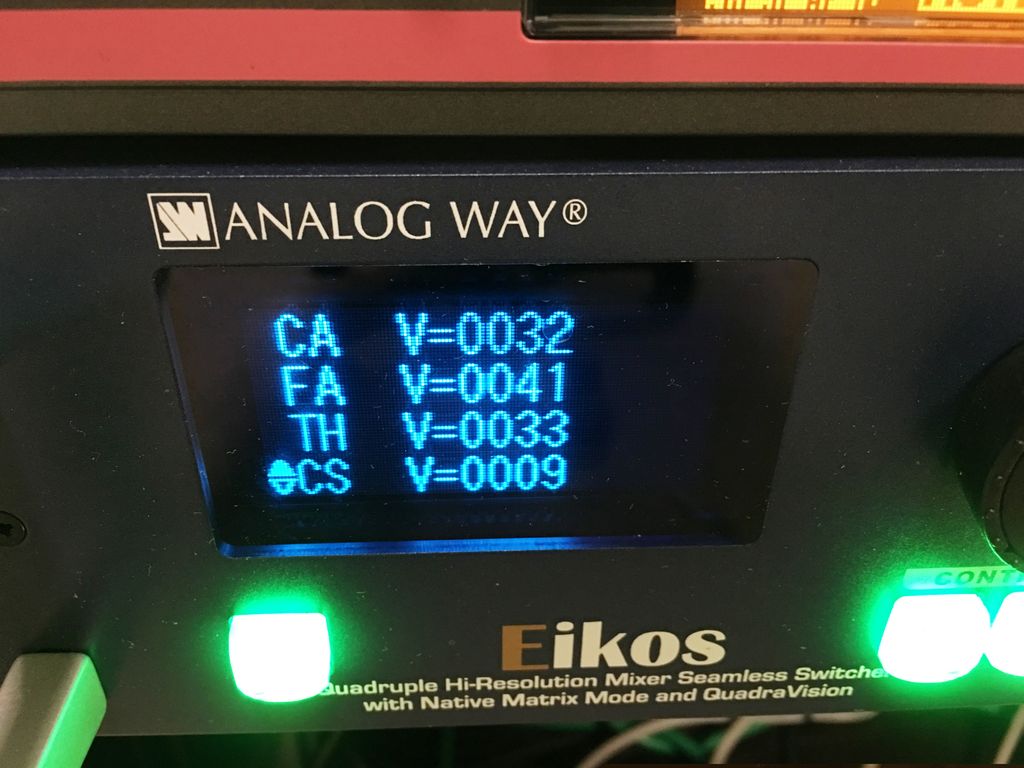 ANALOG WAY®
CA V=0032
FA V=0041
TH V=0033
CS V=0009
Eikos
Quadruple Hi-Resolution Mixer Seamless Switcher
with Native Matrix Mode and QuadraVision